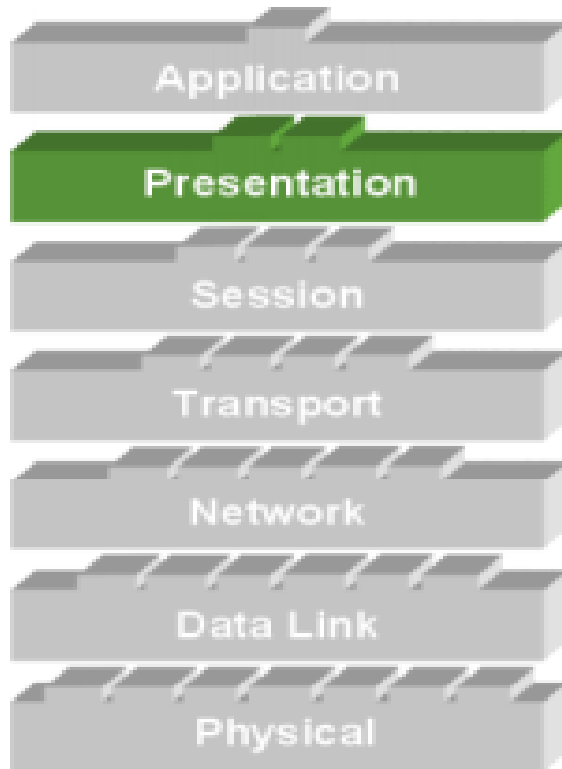 Application
Presentation
Session
Transport
Network
Data Link
Physical